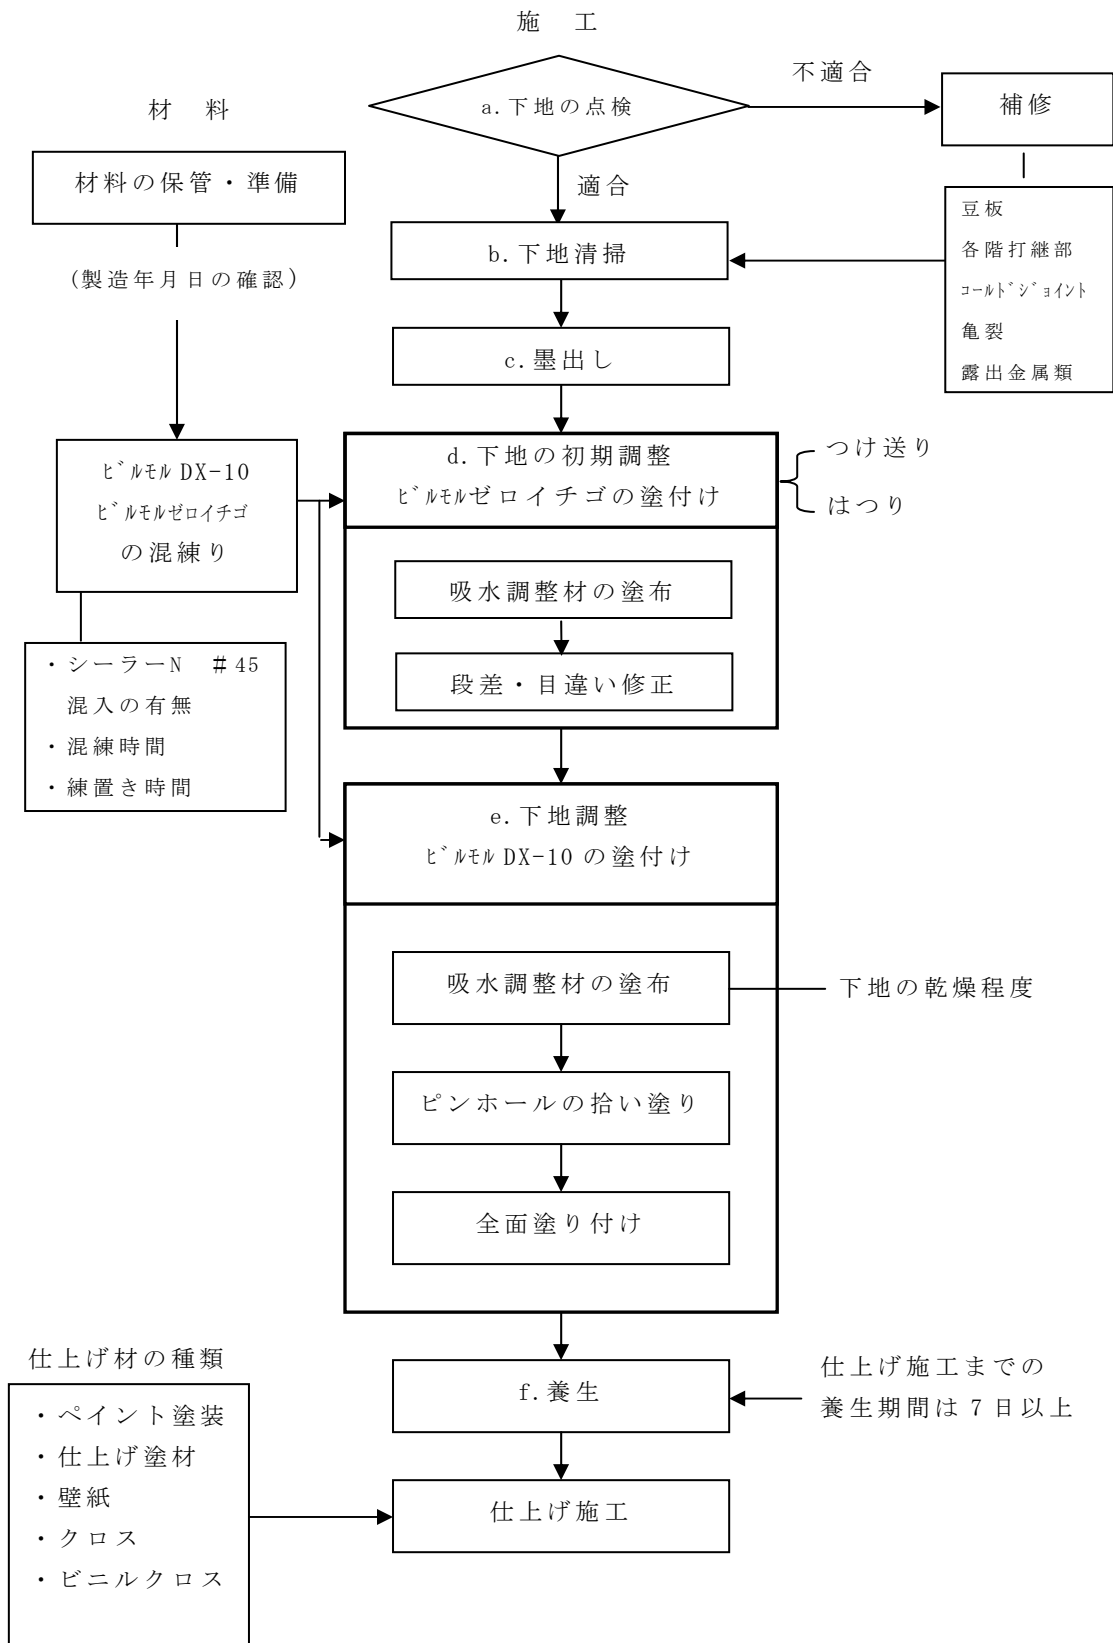 施 工
不適合
a.下地の点検
補修
材 料
材料の保管・準備
適合
豆板
b.下地清掃
各階打継部
(製造年月日の確認)
ｺｰﾙﾄﾞｼﾞｮｲﾝﾄ
亀裂
c.墨出し
露出金属類
つけ送り
d.下地の初期調整
ﾋﾞﾙﾓﾙ DX-10
ﾋﾞﾙﾓﾙゼロイチゴの塗付け
はつり
ﾋﾞﾙﾓﾙゼロイチゴ
の混練り
吸水調整材の塗布
・シーラーN ＃45
段差・目違い修正
混入の有無
・混練時間
・練置き時間
e.下地調整
ﾋﾞﾙﾓﾙ DX-10 の塗付け
吸水調整材の塗布
下地の乾燥程度
ピンホールの拾い塗り
全面塗り付け
仕上げ材の種類
仕上げ施工までの
f.養生
養生期間は 7 日以上
・ペイント塗装
・仕上げ塗材
・壁紙
仕上げ施工
・クロス
・ビニルクロス